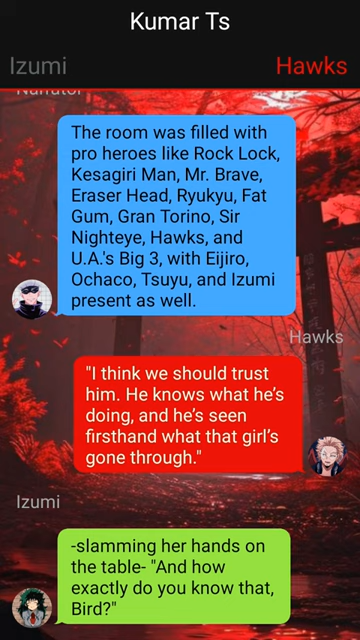 Kumar Ts
Izumi
Hawks
Narrator
The room was filled with
pro heroes like Rock Lock,
Kesagiri Man, Mr. Brave,
Eraser Head, Ryukyu, Fat
Gum, Gran Torino, Sir
Nighteye, Hawks, and
U.A.'s Big 3, with Eijiro,
Ochaco, Tsuyu, and Izumi
present as well.
Hawks
"I think we should trust
him. He knows what he's
doing, and he's seen
firsthand what that girl's
gone through."
Izumi
-slamming her hands on
the table- "And how
exactly do you know that,
Bird?"